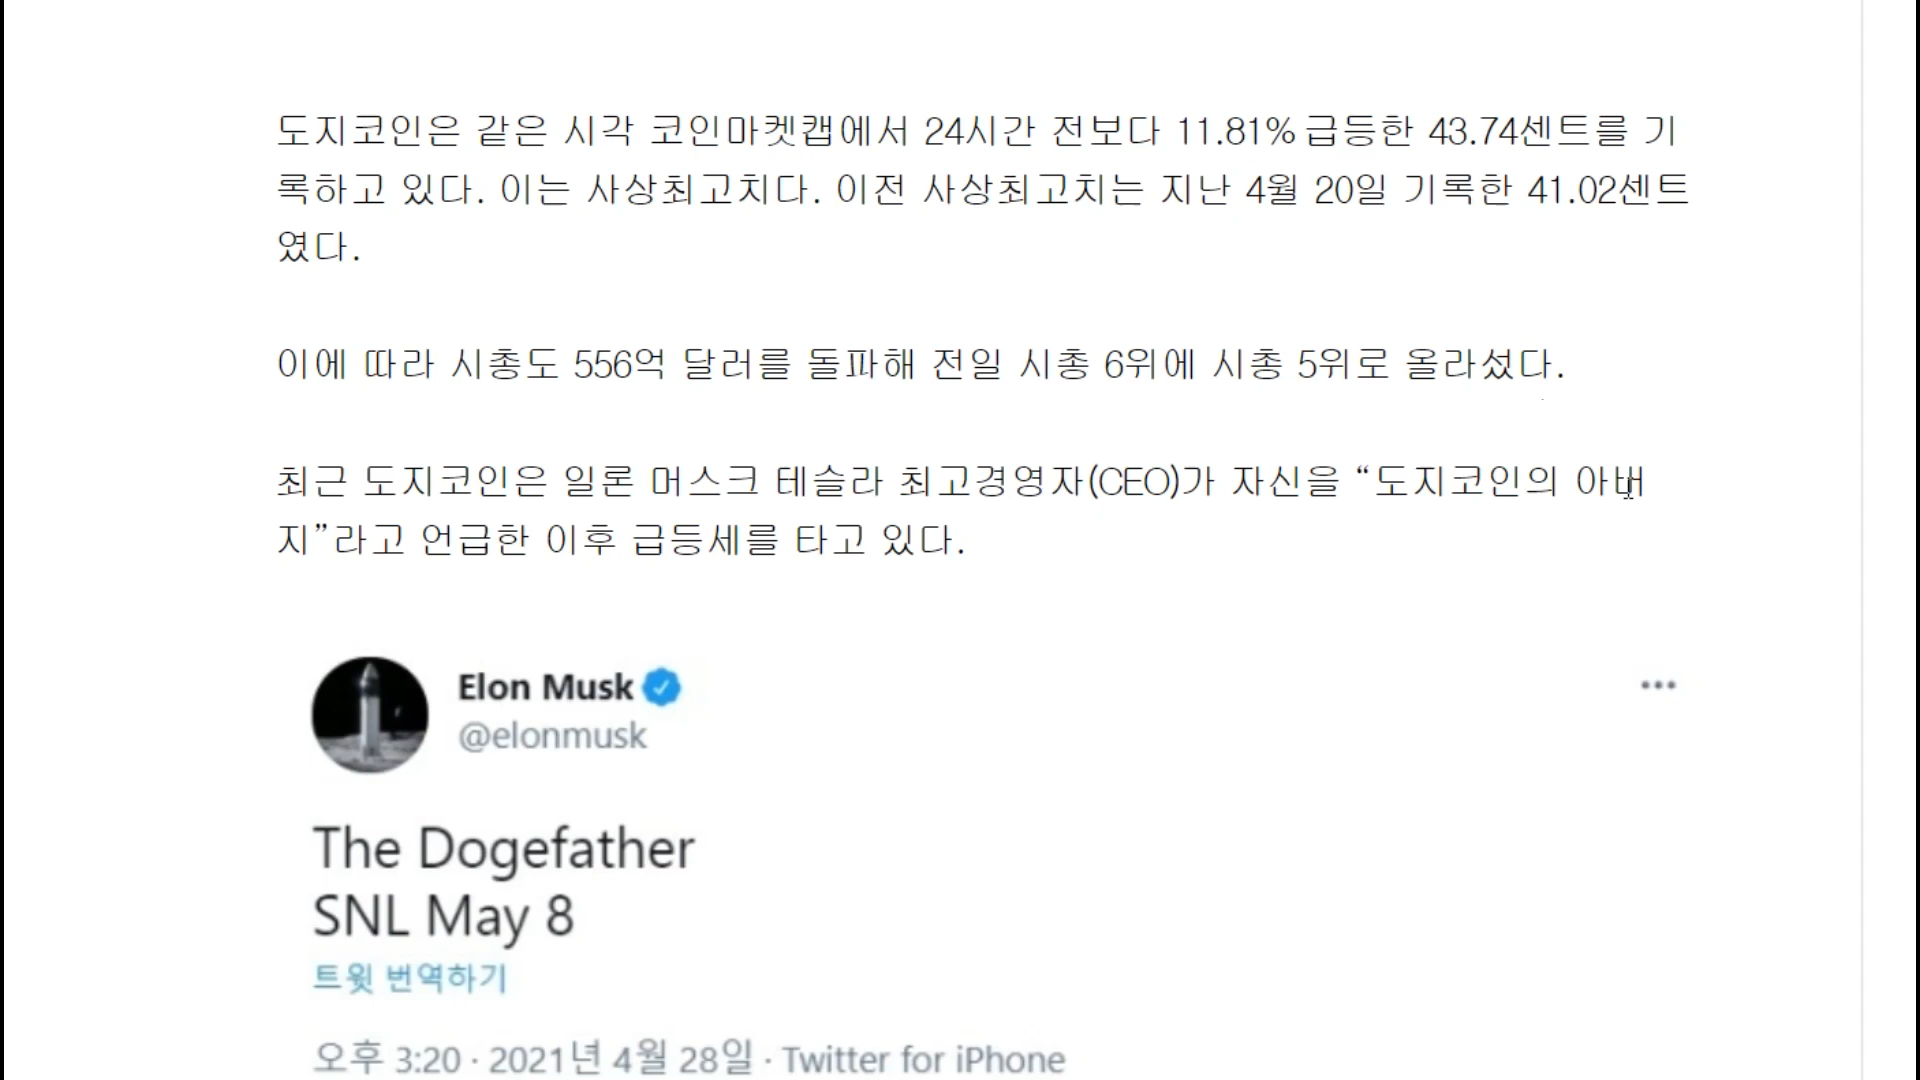 도지코인은 같은 시각 코인마켓캡에서 24시간 전보다 11.81% 급등한 43.74센트를 기
록하고 있다. 이는 사상최고치다. 이전 사상최고치는 지난 4월 20일 기록한 41.02센트
였다.
이에 따라 시총도 556억 달러를 돌파해 전일 시총 6위에 시총 5위로 올라섰다.
최근 도지코인은 일론 머스크 테슬라 최고경영자(CEO)가 자신을 “도지코인의 아버
지”라고 언급한 이후 급등세를 타고 있다.
Elon Musk
@elonmusk
The Dogefather
SNL May 8
트윗 번역하기
오후 3:20 · 2021년 4월 28일 · Twitter for iPhone